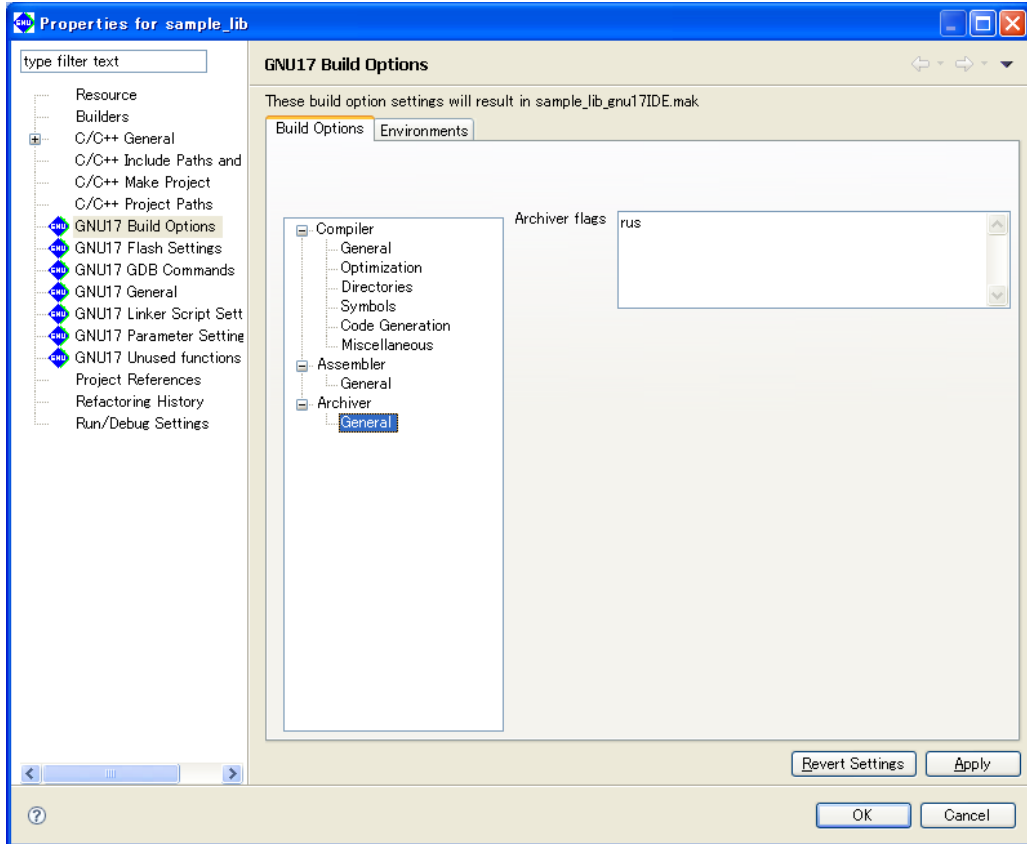 Properties for sample_lib
type filter text
Resource
Builders
C/C++ General
C/C++ Include Paths and
C/C++ Make Project
C/C++ Project Paths
GNU17 Build Options
GNU17 Flash Settings
GNU17 GDB Commands
GNU17 General
GNU17 Linker Script Sett
GNU17 Parameter Setting
GNU17 Unused functions
Project References
Refactoring History
Run/Debug Settings
GNU17 Build Options
These build option settings will result in sample_lib_gnu17IDE.mak
Build Options Environments
Compiler
General
Optimization
Directories
Symbols
Code Generation
Miscellaneous
Assembler
General
Archiver
General
Archiver flags rus
Revert Settings Apply
OK Cancel